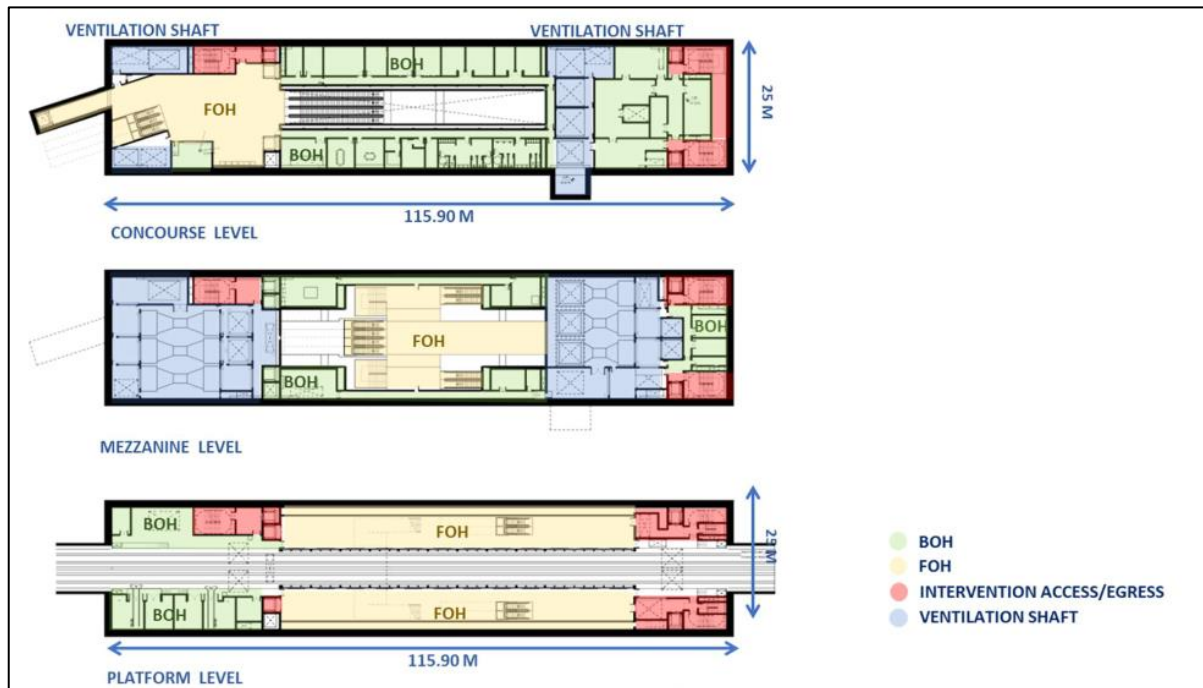 VENTILATION SHAFT
VENTILATION SHAFT
BOH
FOH
BOH
25 M
115.90 M
CONCOURSE LEVEL
FOH
BOH
BOH
MEZZANINE LEVEL
BOH
FOH
25 M
BOH
FOH
115.90 M
PLATFORM LEVEL
BOH
FOH
INTERVENTION ACCESS/EGRESS
VENTILATION SHAFT